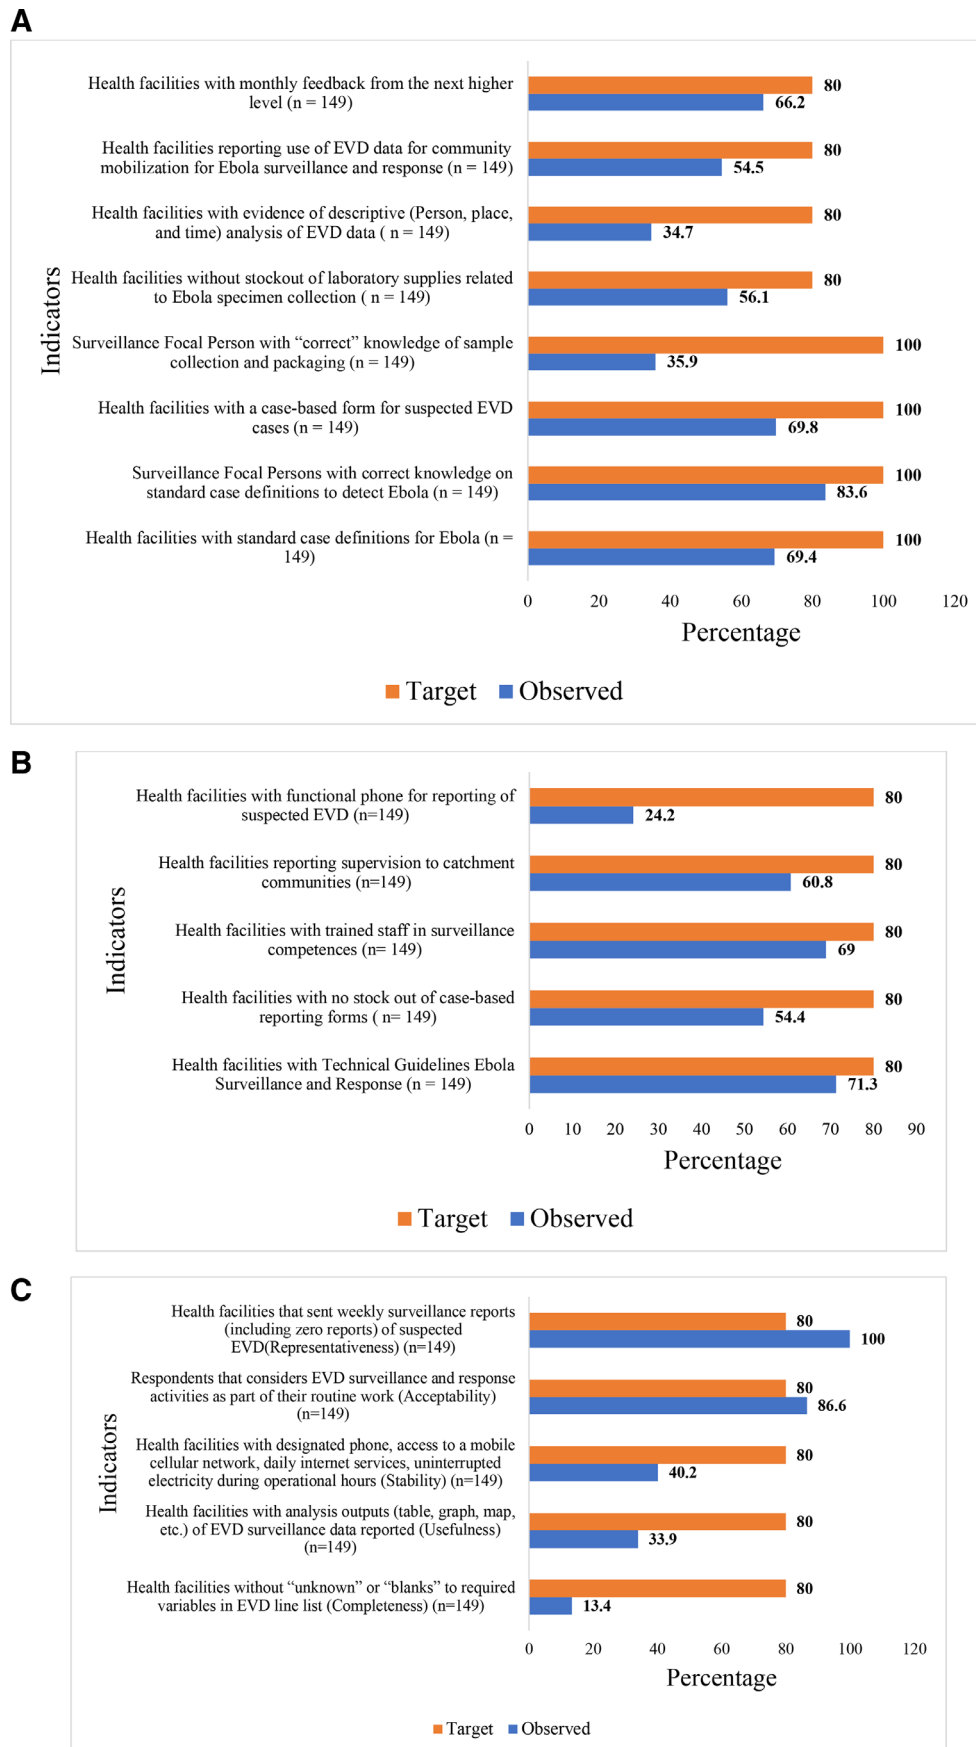 A
Indicators
Health facilities with monthly feedback from the next higher
level (n = 149)
80
66.2
Health facilities reporting use of EVD data for community
mobilization for Ebola surveillance and response (n = 149)
80
54.5
Health facilities with evidence of descriptive (Person, place,
and time) analysis of EVD data ( n = 149)
80
34.7
Health facilities without stockout of laboratory supplies related
to Ebola specimen collection ( n = 149)
80
56.1
Surveillance Focal Person with “correct” knowledge of sample
collection and packaging (n = 149)
100
35.9
Health facilities with a case-based form for suspected EVD
cases (n = 149)
100
69.8
Surveillance Focal Persons with correct knowledge on
standard case definitions to detect Ebola (n = 149)
100
83.6
Health facilities with standard case definitions for Ebola (n =
149)
100
69.4
0 20 40 60 80 100 120
Percentage
Target Observed
B
Indicators
Health facilities with functional phone for reporting of
suspected EVD (n=149)
80
24.2
Health facilities reporting supervision to catchment
communities (n=149)
80
60.8
Health facilities with trained staff in surveillance
competences (n= 149)
80
69
Health facilities with no stock out of case-based
reporting forms ( n= 149)
80
54.4
Health facilities with Technical Guidelines Ebola
Surveillance and Response (n = 149)
80
71.3
0 10 20 30 40 50 60 70 80 90
Percentage
Target Observed
C
Indicators
Health facilities that sent weekly surveillance reports
(including zero reports) of suspected
EVD(Representativeness) (n=149)
80
100
Respondents that considers EVD surveillance and response
activities as part of their routine work (Acceptability)
(n=149)
80
86.6
Health facilities with designated phone, access to a mobile
cellular network, daily internet services, uninterrupted
electricity during operational hours (Stability) (n=149)
80
40.2
Health facilities with analysis outputs (table, graph, map,
etc.) of EVD surveillance data reported (Usefulness)
(n=149)
80
33.9
Health facilities without “unknown” or “blanks” to required
variables in EVD line list (Completeness) (n=149)
80
13.4
0 20 40 60 80 100 120
Percentage
Target Observed